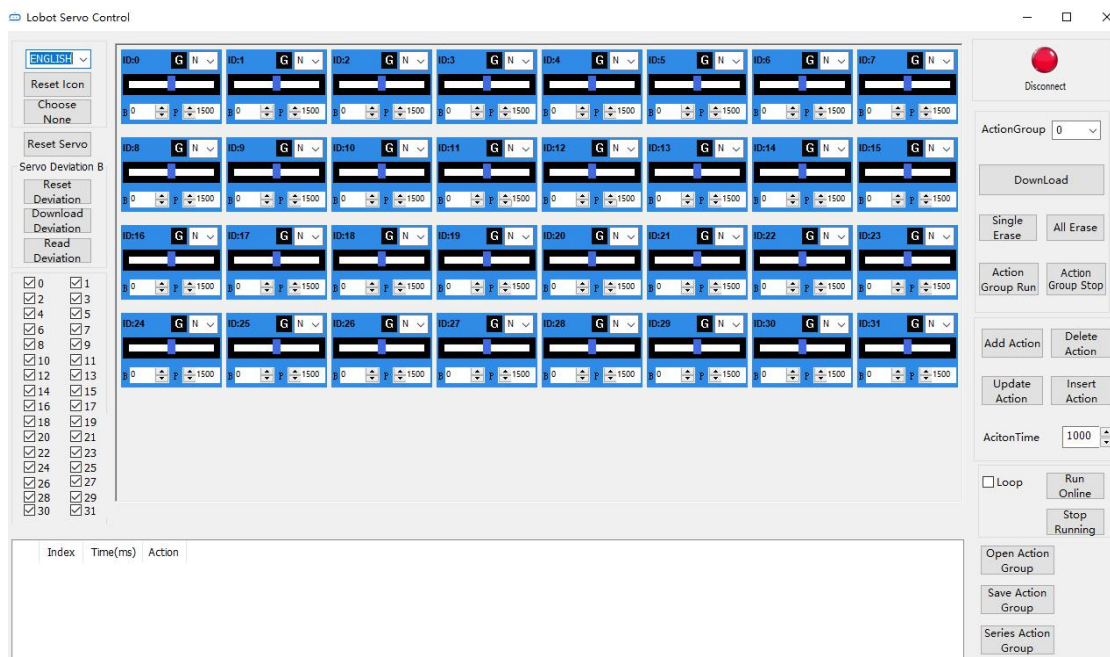 Lobot Servo Control
ENGLISH
Reset Icon
Choose
None
Reset Servo
Servo Deviation B
Reset
Deviation
Download
Deviation
Read
Deviation
0 1
2 3
4 5
6 7
8 9
10 11
12 13
14 15
16 17
18 19
20 21
22 23
24 25
26 27
28 29
30 31
ID:0 G N ID:1 G N ID:2 G N ID:3 G N ID:4 G N ID:5 G N ID:6 G N ID:7 G N
B 0 P 1500 B 0 P 1500 B 0 P 1500 B 0 P 1500 B 0 P 1500 B 0 P 1500 B 0 P 1500 B 0 P 1500
ID:8 G N ID:9 G N ID:10 G N ID:11 G N ID:12 G N ID:13 G N ID:14 G N ID:15 G N
B 0 P 1500 B 0 P 1500 B 0 P 1500 B 0 P 1500 B 0 P 1500 B 0 P 1500 B 0 P 1500 B 0 P 1500
ID:16 G N ID:17 G N ID:18 G N ID:19 G N ID:20 G N ID:21 G N ID:22 G N ID:23 G N
B 0 P 1500 B 0 P 1500 B 0 P 1500 B 0 P 1500 B 0 P 1500 B 0 P 1500 B 0 P 1500 B 0 P 1500
ID:24 G N ID:25 G N ID:26 G N ID:27 G N ID:28 G N ID:29 G N ID:30 G N ID:31 G N
B 0 P 1500 B 0 P 1500 B 0 P 1500 B 0 P 1500 B 0 P 1500 B 0 P 1500 B 0 P 1500 B 0 P 1500
Index Time(ms) Action
Disconnect
ActionGroup 0
DownLoad
Single
Erase
All Erase
Action
Group Run
Action
Group Stop
Add Action
Delete
Action
Update
Action
Insert
Action
AcitonTime 1000
Loop
Run
Online
Stop
Running
Open Action
Group
Save Action
Group
Series Action
Group